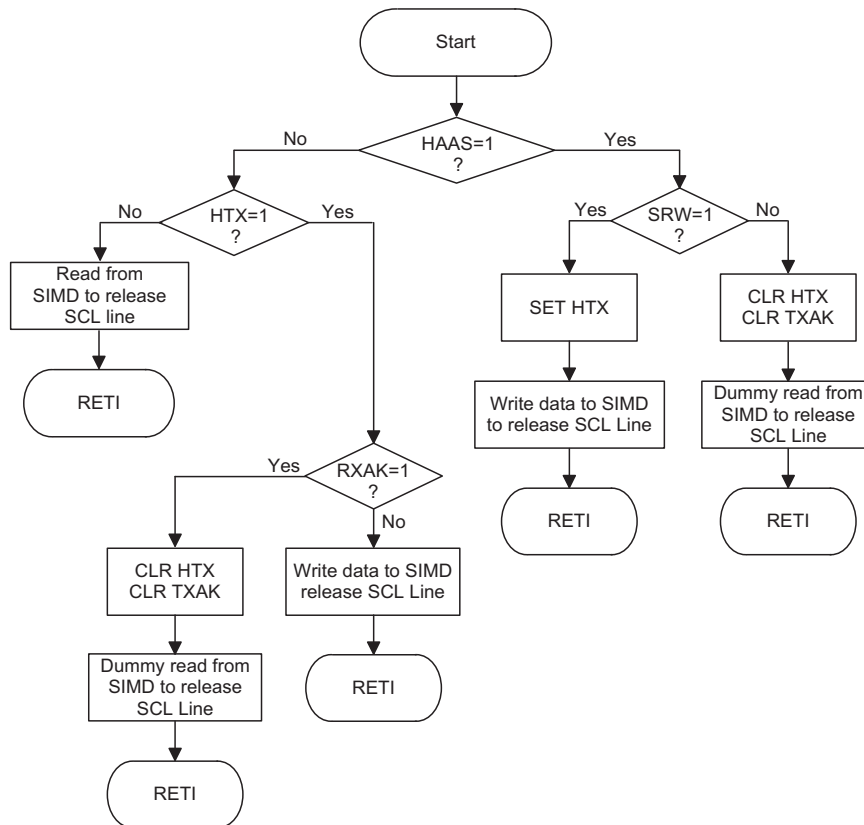 Start
HAAS=1
?
No
Yes
HTX=1
?
No
Yes
SRW=1
?
Yes
No
Read from
SIMD to release
SCL line
RETI
SET HTX
Write data to SIMD
to release SCL Line
RETI
CLR HTX
CLR TXAK
Dummy read from
SIMD to release
SCL Line
RETI
RXAK=1
?
Yes
No
CLR HTX
CLR TXAK
Dummy read from
SIMD to release
SCL Line
RETI
Write data to SIMD
release SCL Line
RETI